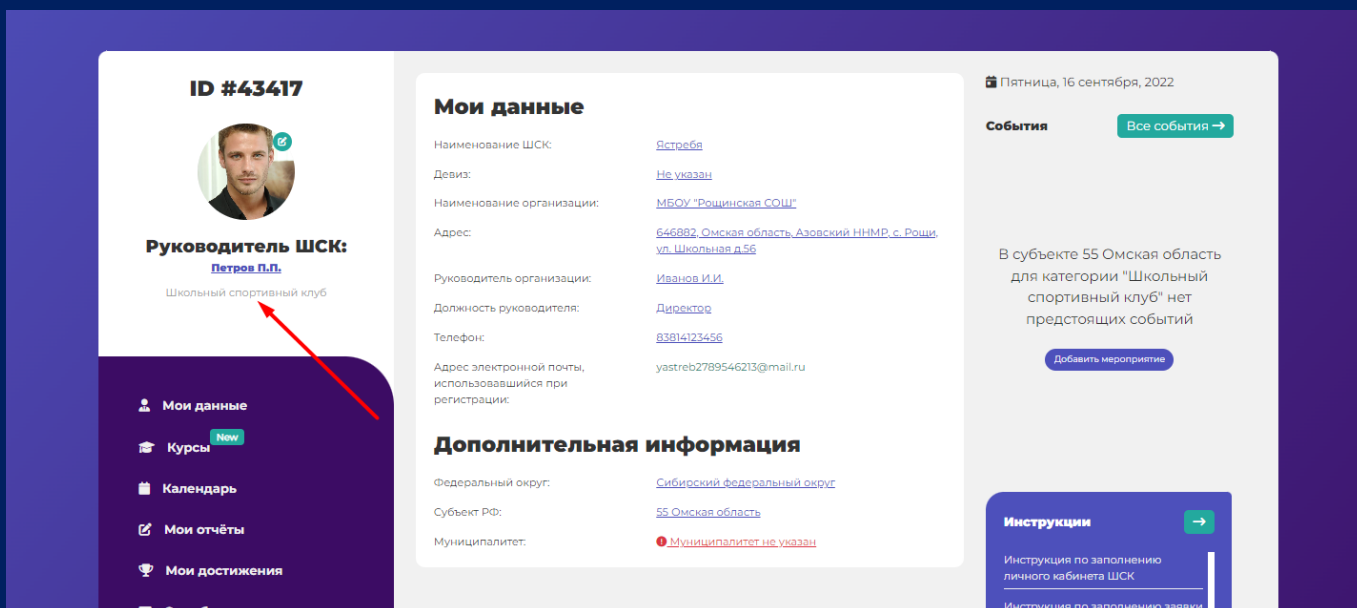 ID #43417
Руководитель ШСК:
Петров П.П.
Школьный спортивный клуб
Мои данные
Курсы New
Календарь
Мои отчёты
Мои достижения
Мои данные
Наименование ШСК: Ястребя
Девиз: Не указан
Наименование организации: МБОУ "Рощинская СОШ"
Адрес: 646882, Омская область, Азовский ННМР, с. Рощи,
ул. Школьная д.56
Руководитель организации: Иванов И.И.
Должность руководителя: Директор
Телефон: 83814123456
Адрес электронной почты, yastreb2789546213@mail.ru
использовавшийся при
регистрации:
Дополнительная информация
Федеральный округ: Сибирский федеральный округ
Субъект РФ: 55 Омская область
Муниципалитет: Муниципалитет не указан
Пятница, 16 сентября, 2022
События Все события →
В субъекте 55 Омская область
для категории "Школьный
спортивный клуб" нет
предстоящих событий
Добавить мероприятие
Инструкции →
Инструкция по заполнению
личного кабинета ШСК
Инструкция по заполнению заявки